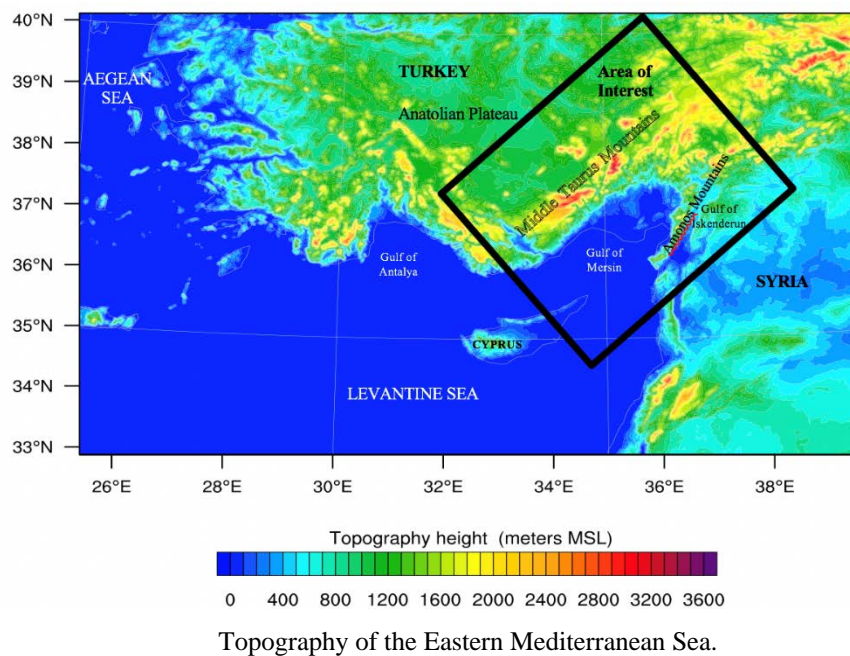 40°N
39°N
38°N
37°N
36°N
35°N
34°N
33°N
AEGEAN
SEA
TURKEY
Anatolian Plateau
Area of
Interest
Middle Taurus Mountains
Amonos Mountains
Gulf of
Iskenderun
Gulf of
Antalya
Gulf of
Mersin
SYRIA
CYPRUS
LEVANTINE SEA
26°E 28°E 30°E 32°E 34°E 36°E 38°E
Topography height (meters MSL)
0 400 800 1200 1600 2000 2400 2800 3200 3600
Topography of the Eastern Mediterranean Sea.